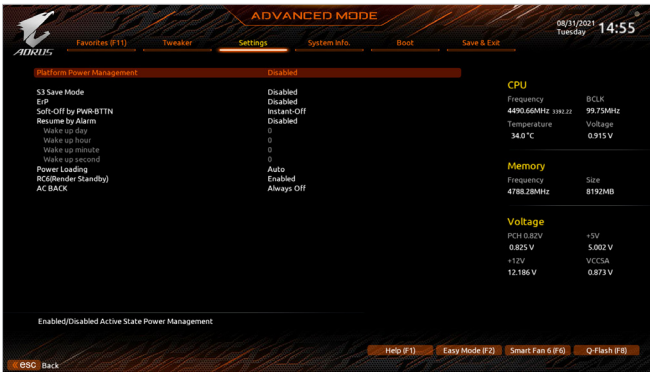 ADVANCED MODE
08/31/2021 Tuesday 14:55
AORUS
Favorites (F11) Tweaker Settings System Info. Boot Save & Exit
Platform Power Management Disabled
S3 Save Mode Disabled
ErP Disabled
Soft-Off by PWR-BTTN Instant-Off
Resume by Alarm Disabled
Wake up day 0
Wake up hour 0
Wake up minute 0
Wake up second 0
Power Loading Auto
RC6(Render Standby) Enabled
AC BACK Always Off
CPU
Frequency BCLK
4490.66MHz 3392.22 99.75MHz
Temperature Voltage
34.0 °C 0.915 V
Memory
Frequency Size
4788.28MHz 8192MB
Voltage
PCH 0.82V +5V
0.825 V 5.002 V
+12V VCCSA
12.186 V 0.873 V
Enabled/Disabled Active State Power Management
Help (F1) Easy Mode (F2) Smart Fan 6 (F6) Q-Flash (F8)
esc Back